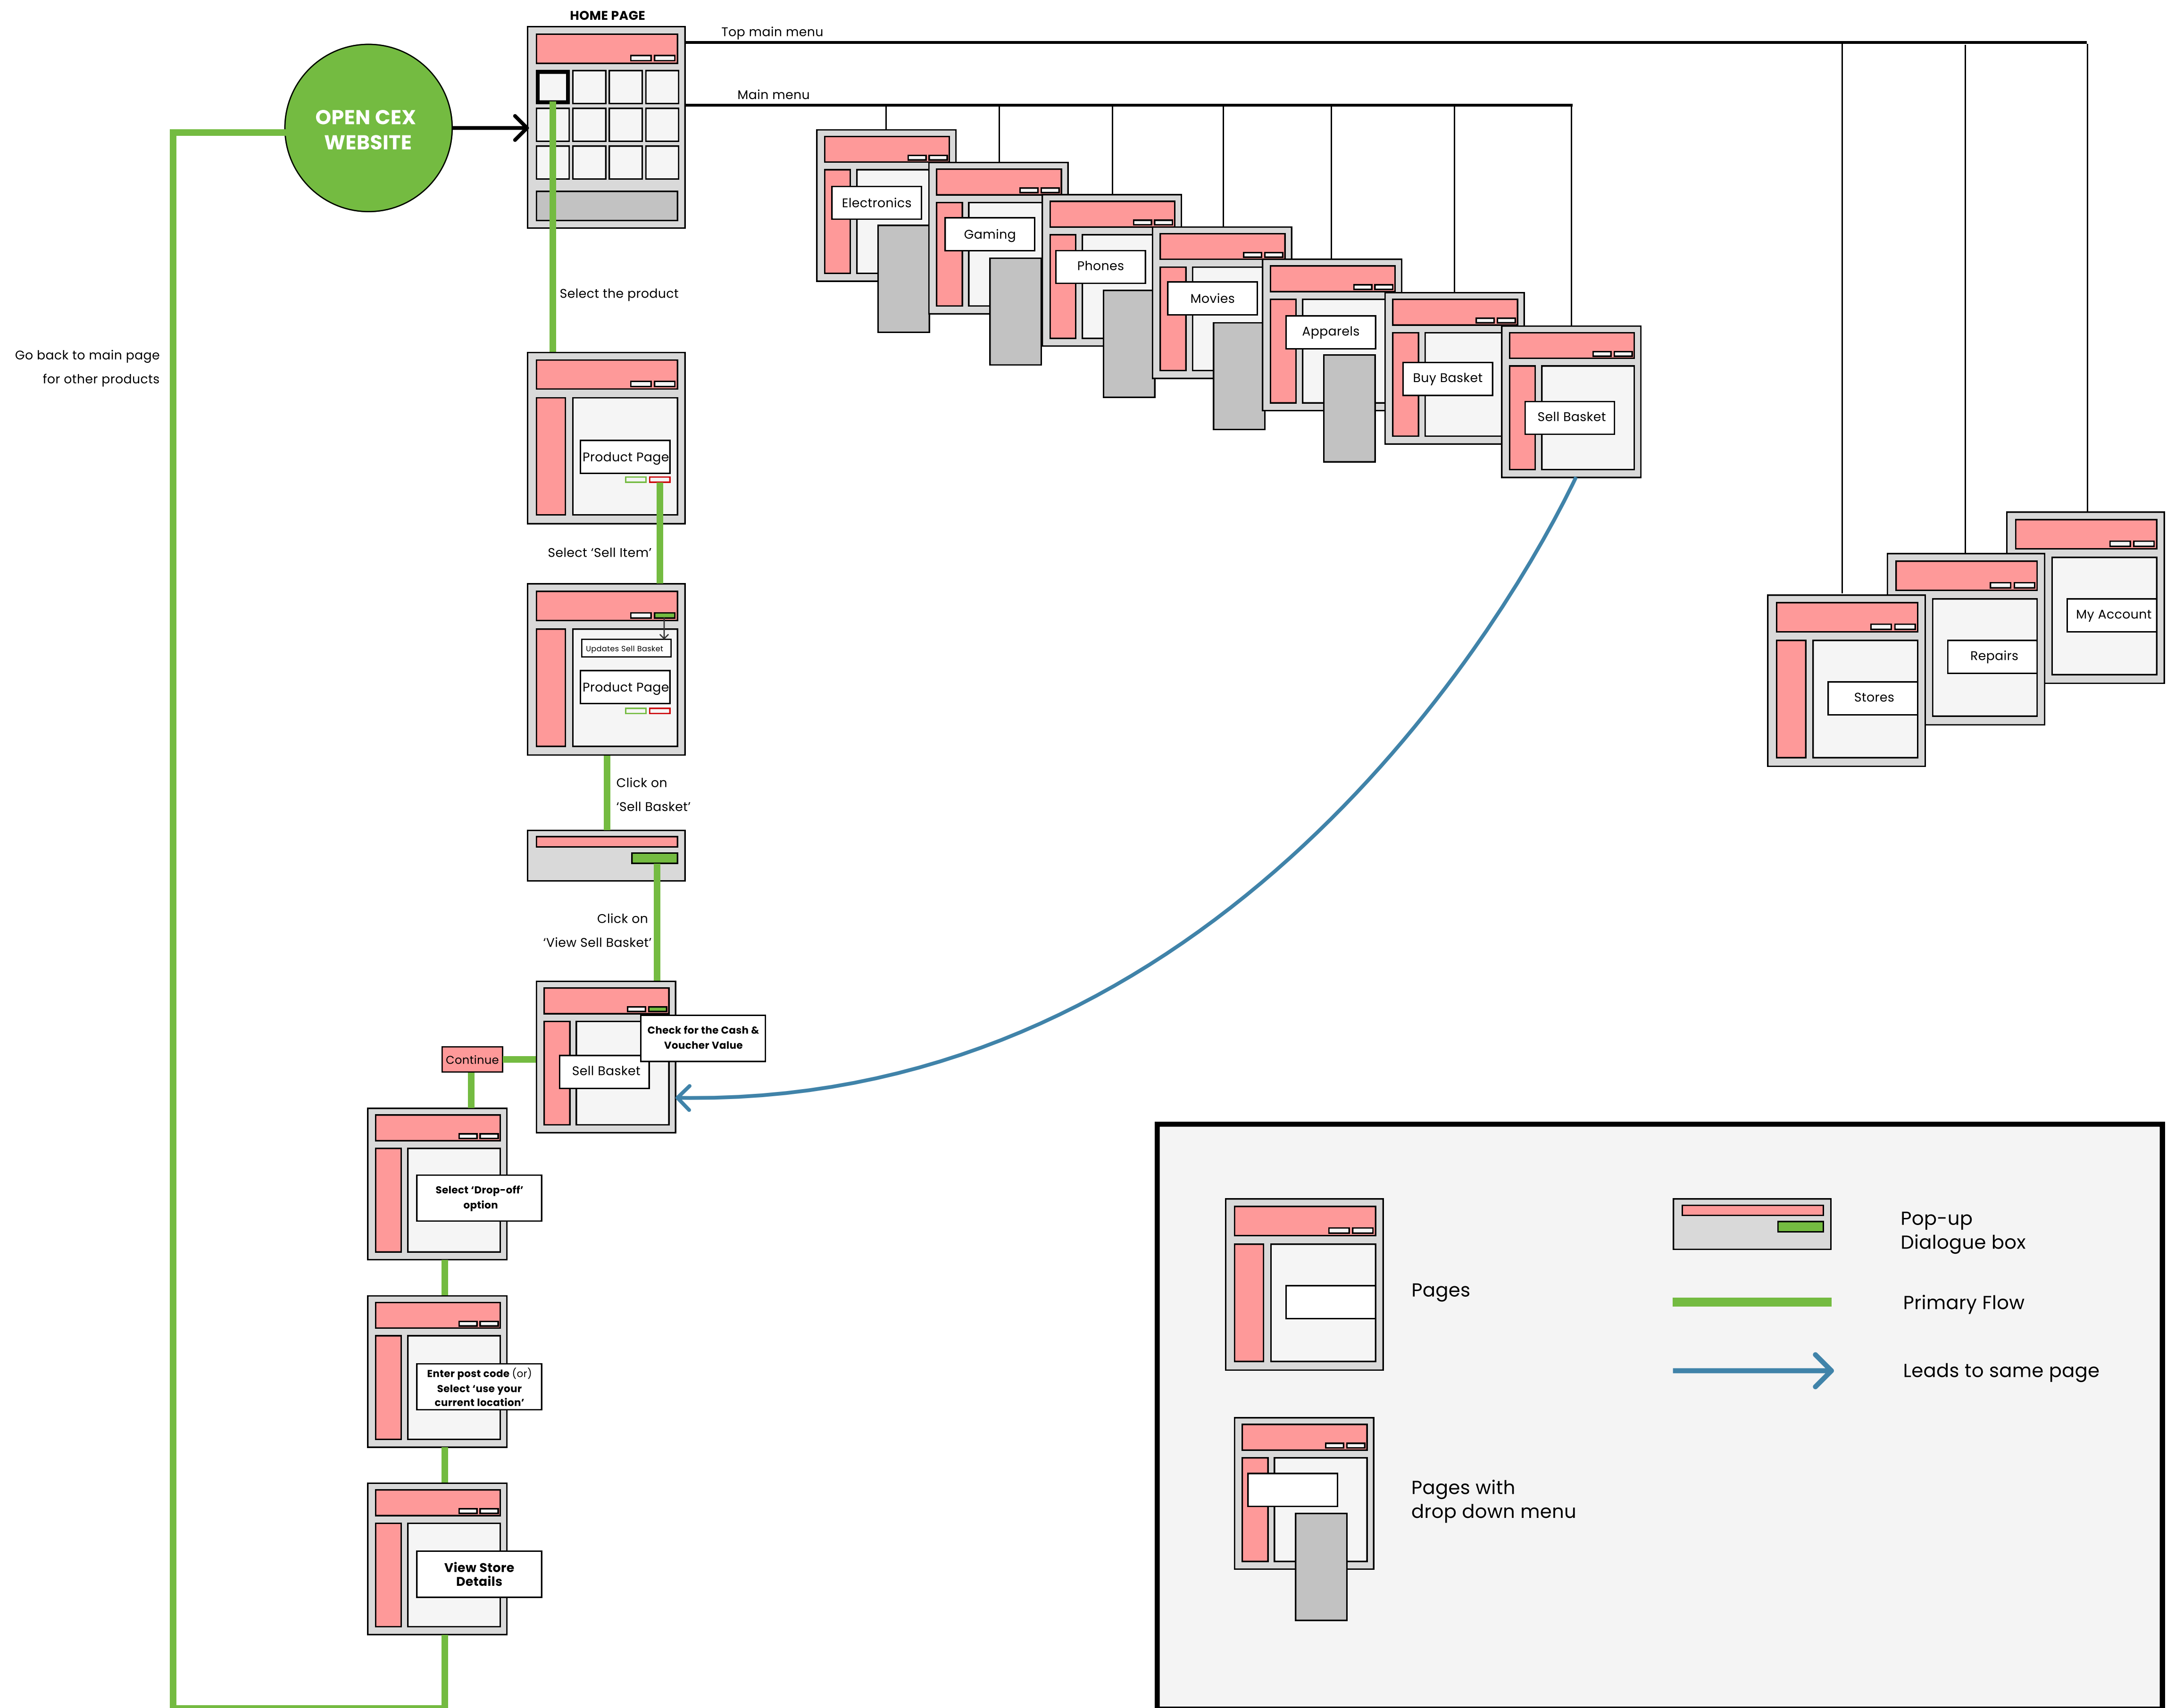 HOME PAGE
Top main menu
Main menu
OPEN CEX
WEBSITE
Electronics
Gaming
Phones
Movies
Apparels
Buy Basket
Sell Basket
Select the product
Go back to main page
for other products
Product Page
Select ‘Sell Item’
My Account
Repairs
Stores
Updates Sell Basket
Product Page
Click on
‘Sell Basket’
Click on
‘View Sell Basket’
Check for the Cash &
Voucher Value
Sell Basket
Continue
Select ‘Drop-off’
option
Enter post code (or)
Select ‘use your
current location’
View Store
Details
Pages
Pages with
drop down menu
Pop-up
Dialogue box
Primary Flow
Leads to same page